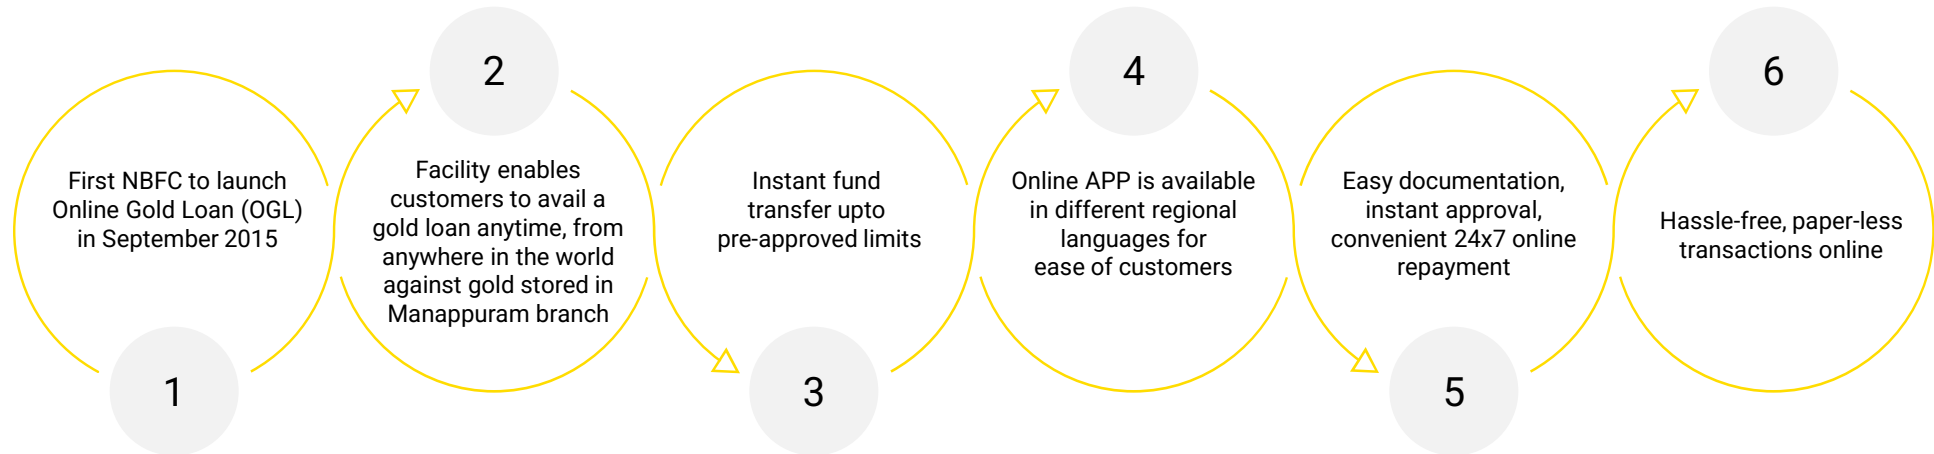 1
First NBFC to launch
Online Gold Loan (OGL)
in September 2015
2
Facility enables
customers to avail a
gold loan anytime, from
anywhere in the world
against gold stored in
Manappuram branch
3
Instant fund
transfer upto
pre-approved limits
4
Online APP is available
in different regional
languages for
ease of customers
5
Easy documentation,
instant approval,
convenient 24x7 online
repayment
6
Hassle-free, paper-less
transactions online